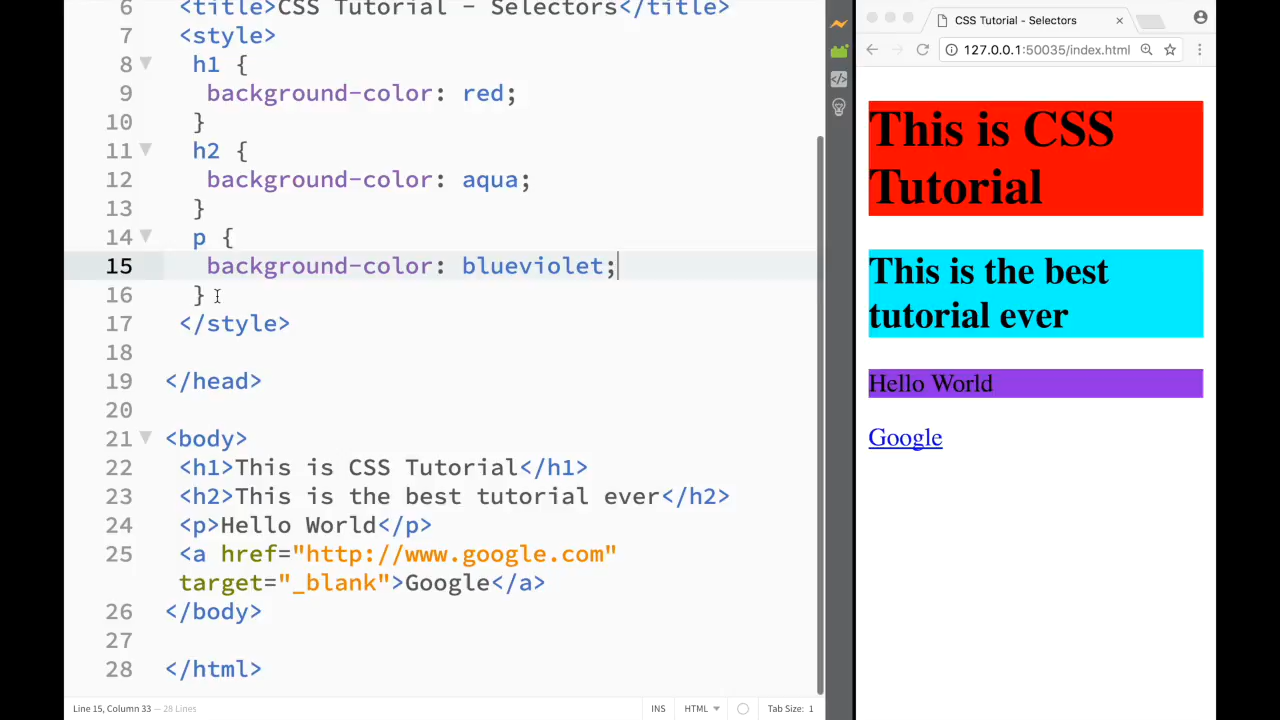 6 <title>CSS Tutorial - Selectors</title>
7 <style>
8 h1 {
9 background-color: red;
10 }
11 h2 {
12 background-color: aqua;
13 }
14 p {
15 background-color: blueviolet;
16 }
17 </style>
18
19 </head>
20
21 <body>
22 <h1>This is CSS Tutorial</h1>
23 <h2>This is the best tutorial ever</h2>
24 <p>Hello World</p>
25 <a href="http://www.google.com"
target="_blank">Google</a>
26 </body>
27
28 </html>
Line 15, Column 33 — 28 Lines
INS
HTML
Tab Size: 1
CSS Tutorial - Selectors
127.0.0.1:50035/index.html
This is CSS
Tutorial
This is the best
tutorial ever
Hello World
Google